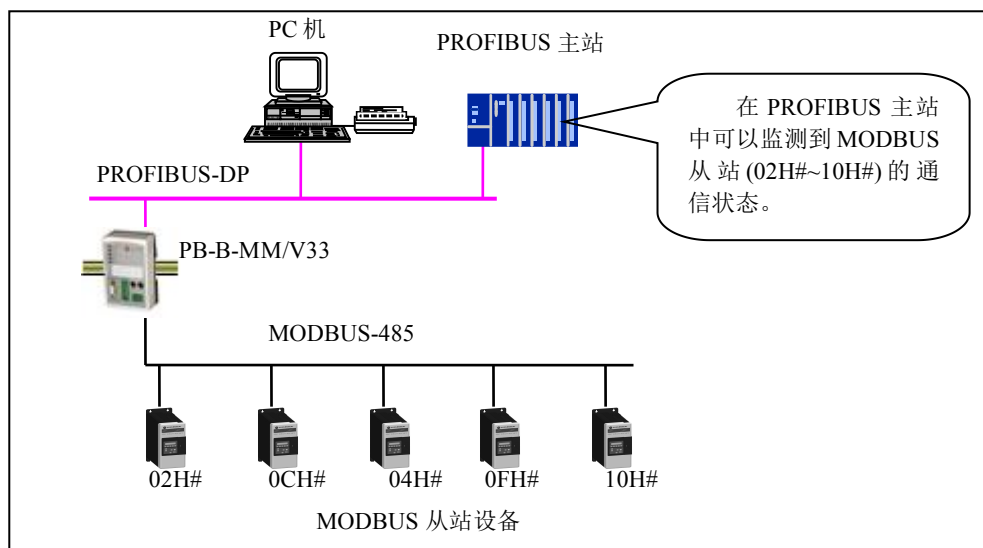 PC 机
PROFIBUS 主站
在 PROFIBUS 主站
中可以监测到 MODBUS
从站(02H#~10H#)的通
信状态。
PROFIBUS-DP
PB-B-MM/V33
MODBUS-485
02H#
0CH#
04H#
0FH#
10H#
MODBUS 从站设备